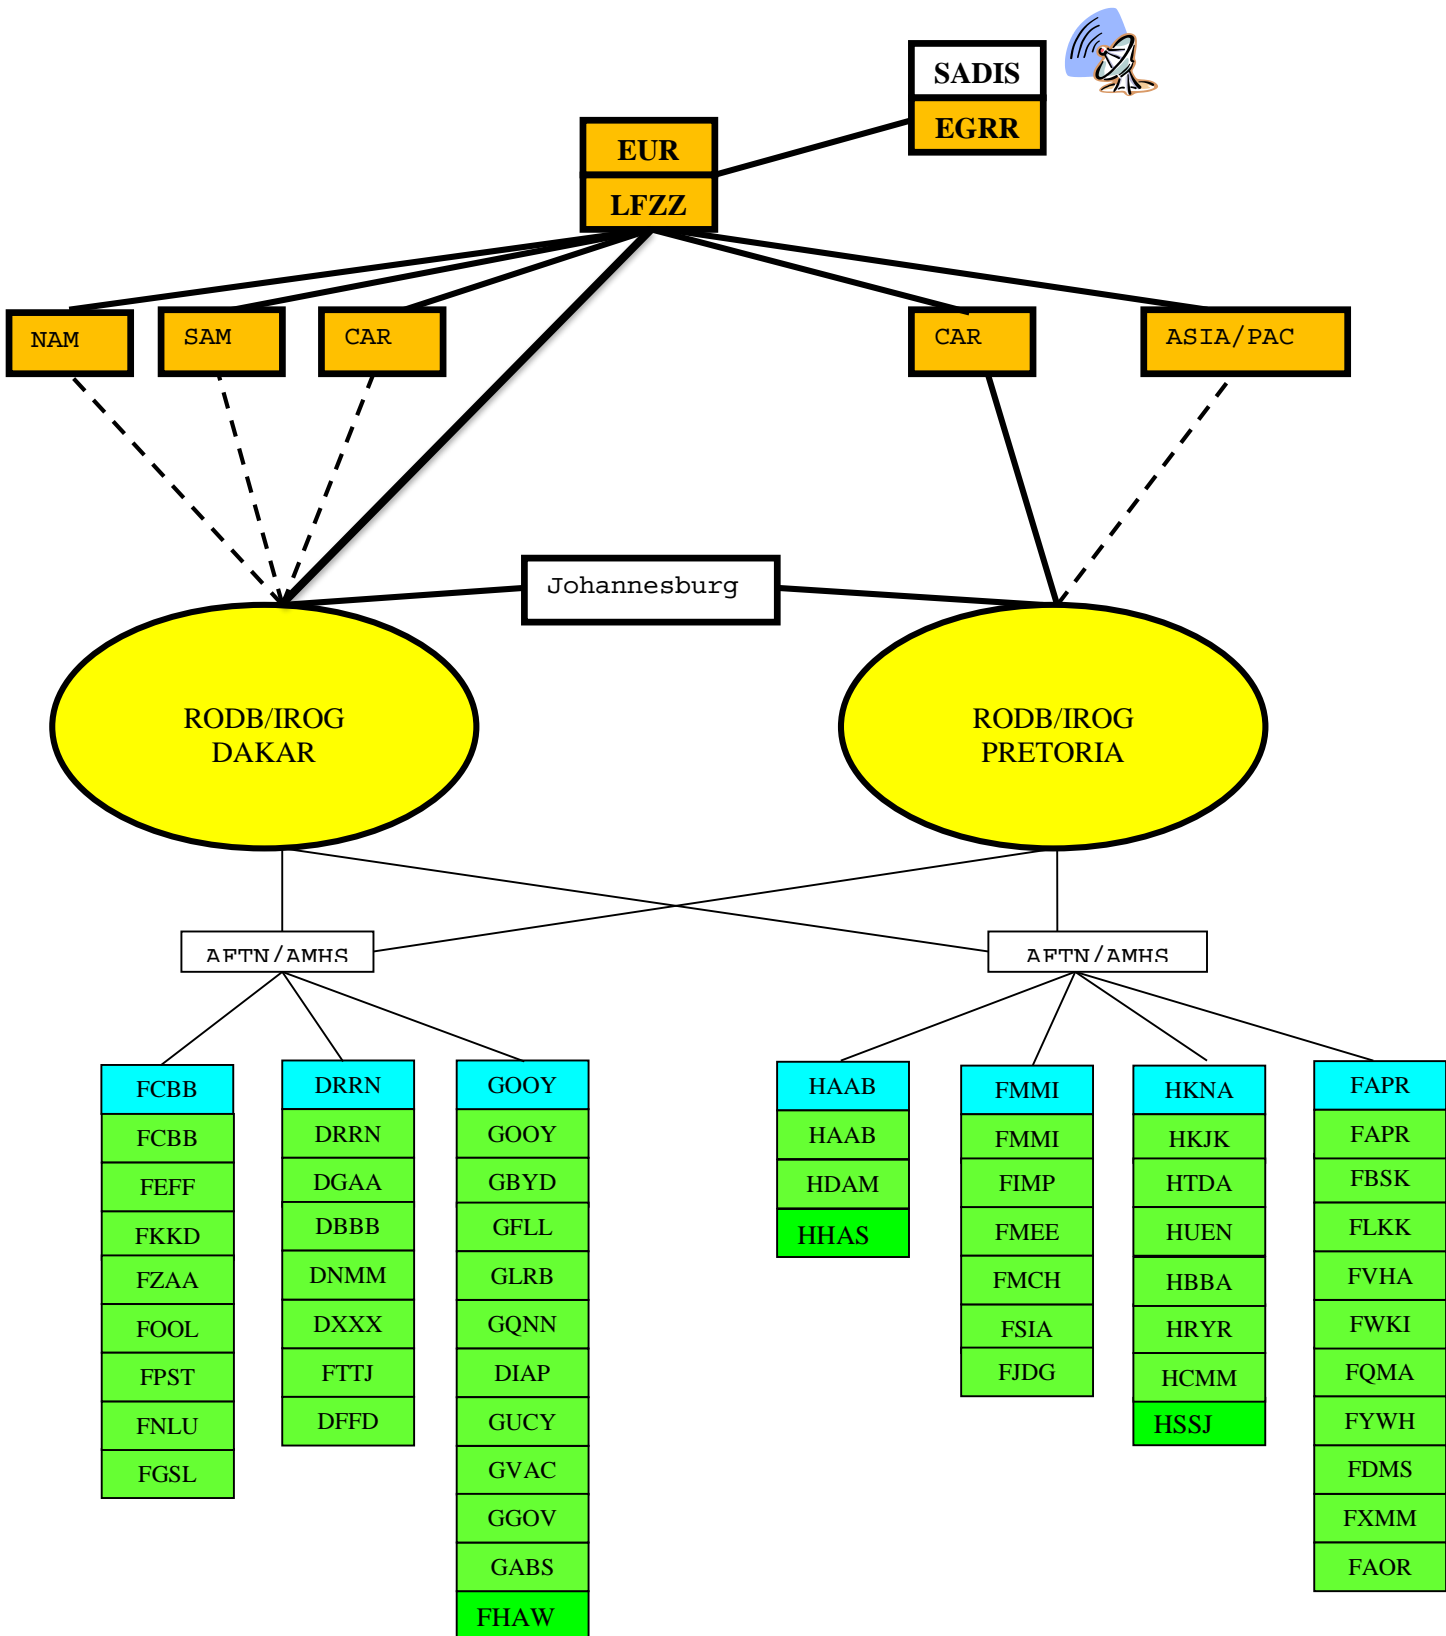 SADIS
EGRR
EUR
LFZZ
NAM
SAM
CAR
CAR
ASIA/PAC
Johannesburg
RODB/IROG
DAKAR
RODB/IROG
PRETORIA
AFTN/AMHS
AFTN/AMHS
FCBB
FCBB
FEFF
FKKD
FZAA
FOOL
FPST
FNLU
FGSL
DRRN
DRRN
DGAA
DBBB
DNMM
DXXX
FTTJ
DFFD
GOOY
GOOY
GBYD
GFLL
GLRB
GQNN
DIAP
GUCY
GVAC
GGOV
GABS
FHAW
HAAB
HAAB
HDAM
HHAS
FMMI
FMMI
FIMP
FMEE
FMCH
FSIA
FJDG
HKNA
HKJK
HTDA
HUEN
HBBA
HRYR
HCMM
HSSJ
FAPR
FAPR
FBSK
FLKK
FVHA
FWKI
FQMA
FYWH
FDMS
FXMM
FAOR